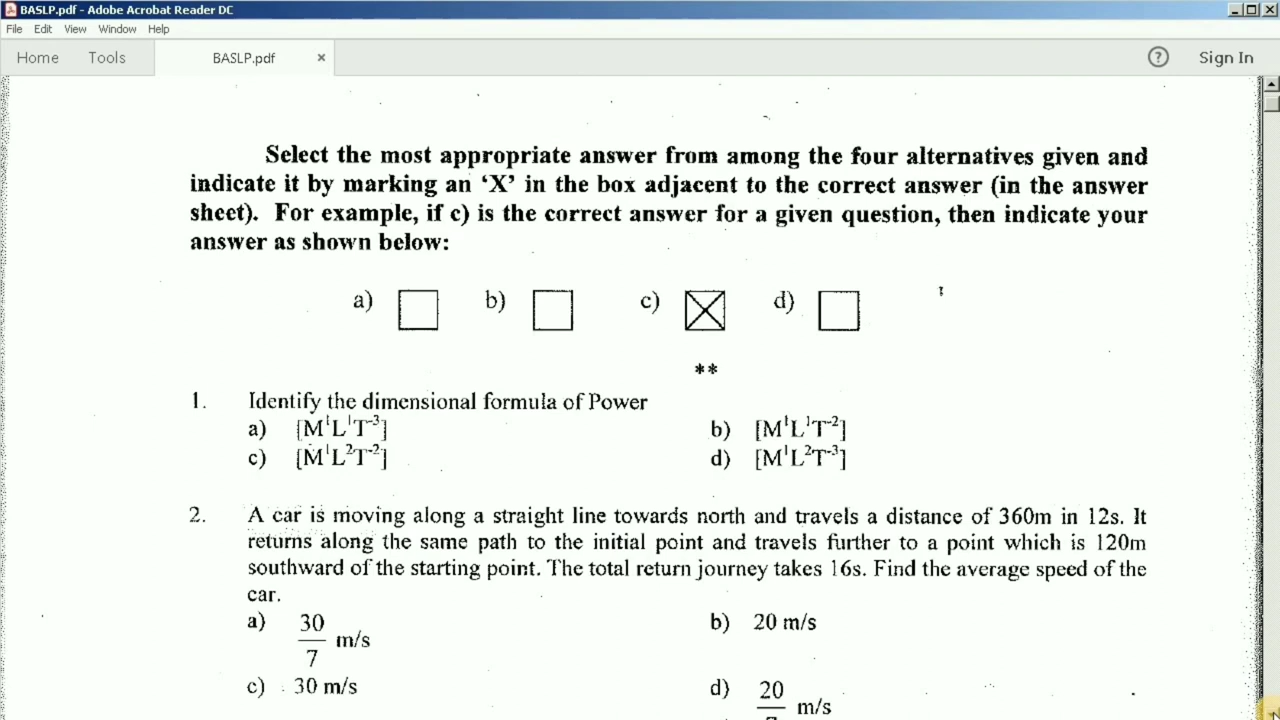 BASLP.pdf - Adobe Acrobat Reader DC
File Edit View Window Help
Home Tools BASLP.pdf × ? Sign In
Select the most appropriate answer from among the four alternatives given and
indicate it by marking an ‘X’ in the box adjacent to the correct answer (in the answer
sheet). For example, if c) is the correct answer for a given question, then indicate your
answer as shown below:
a) b) c) d)
**
1. Identify the dimensional formula of Power
a) [M¹L¹T⁻³] b) [M¹L¹T⁻²]
c) [M¹L²T⁻²] d) [M¹L²T⁻³]
2. A car is moving along a straight line towards north and travels a distance of 360m in 12s. It
returns along the same path to the initial point and travels further to a point which is 120m
southward of the starting point. The total return journey takes 16s. Find the average speed of the
car.
a) 30/7 m/s b) 20 m/s
c) 30 m/s d) 20 m/s